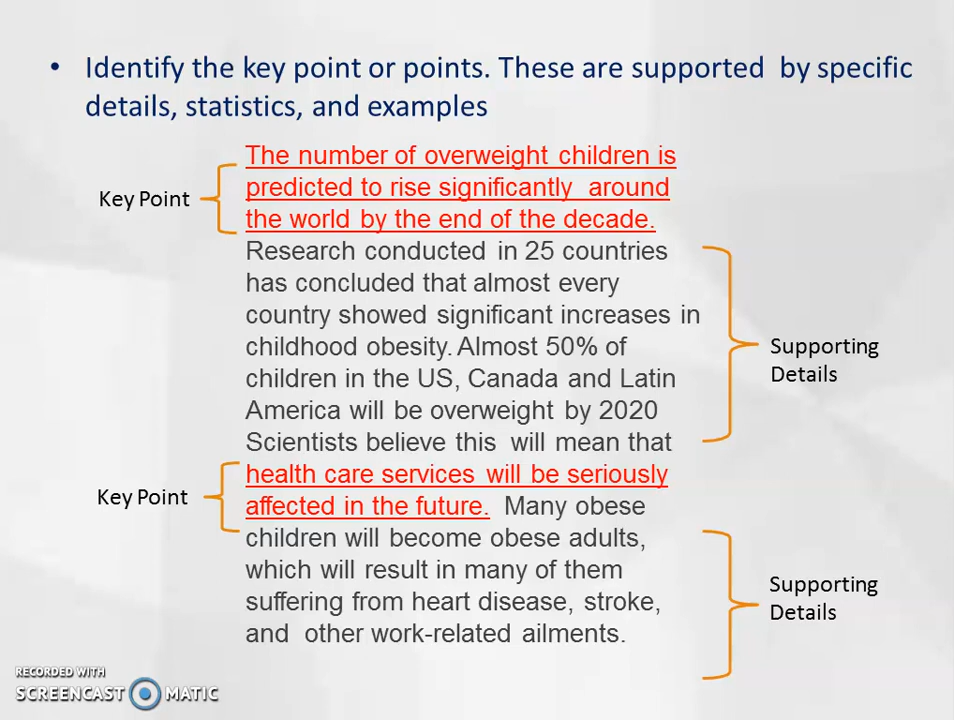 • Identify the key point or points. These are supported by specific
details, statistics, and examples
Key Point
The number of overweight children is
predicted to rise significantly around
the world by the end of the decade.
Research conducted in 25 countries
has concluded that almost every
country showed significant increases in
childhood obesity. Almost 50% of
children in the US, Canada and Latin
America will be overweight by 2020
Scientists believe this will mean that
Supporting
Details
Key Point
health care services will be seriously
affected in the future. Many obese
children will become obese adults,
which will result in many of them
suffering from heart disease, stroke,
and other work-related ailments.
Supporting
Details
RECORDED WITH
SCREENCAST MATIC